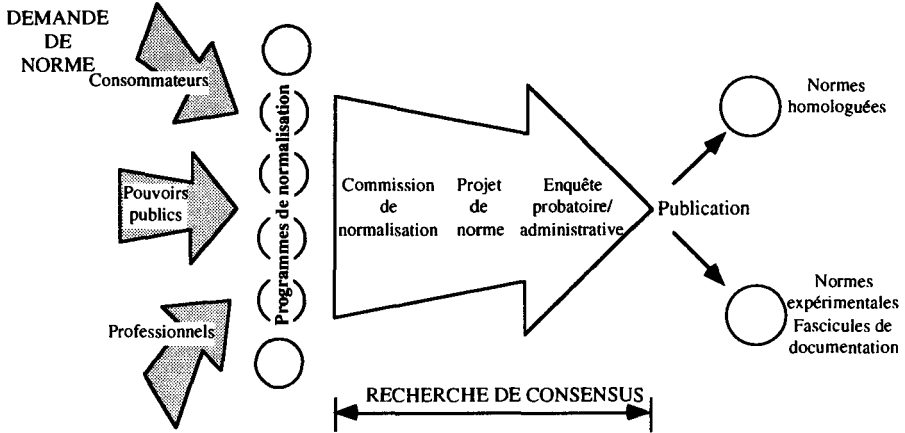 DEMANDE
DE
NORME
Consommateurs
Pouvoirs
publics
Professionnels
Programmes de normalisation
Commission
de
normalisation
Projet
de
norme
Enquête
probatoire/
administrative
Publication
Normes
homologuées
Normes
expérimentales
Fascicules de
documentation
RECHERCHE DE CONSENSUS